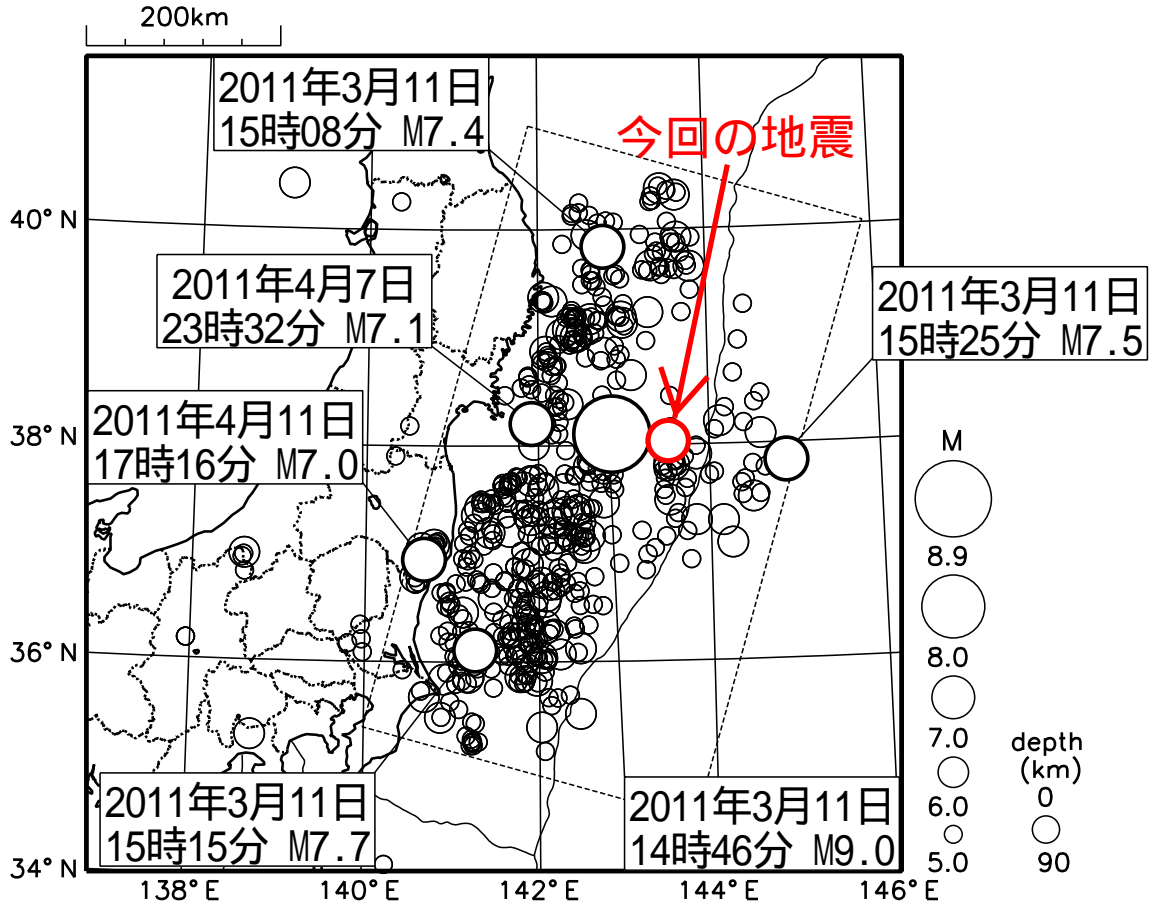 200km
2011年3月11日
15時08分 M7.4
今回の地震
40°N
2011年4月7日
23時32分 M7.1
2011年3月11日
15時25分 M7.5
2011年4月11日
17時16分 M7.0
38°N
M
8.9
8.0
7.0
6.0
5.0
depth
(km)
0
90
36°N
2011年3月11日
15時15分 M7.7
2011年3月11日
14時46分 M9.0
34°N
138°E
140°E
142°E
144°E
146°E